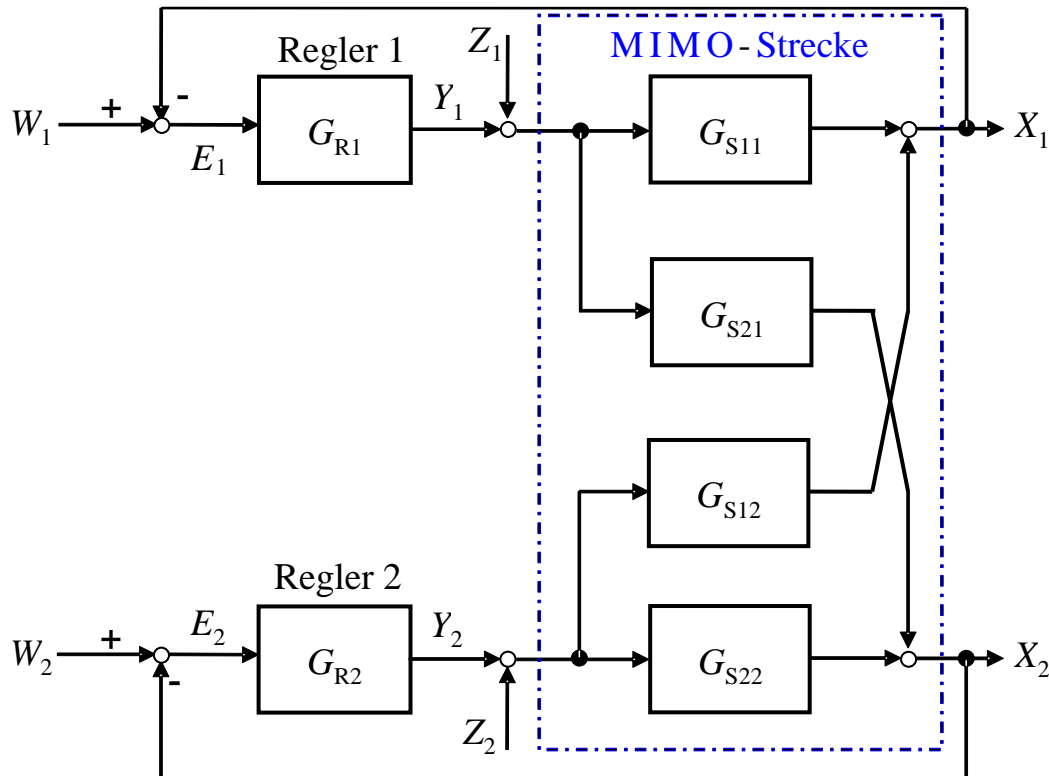 MIMO-Strecke
Regler 1
Z1
W1
+
-
E1
GR1
Y1
GS11
X1
GS21
GS12
Regler 2
W2
+
-
E2
GR2
Y2
Z2
GS22
X2